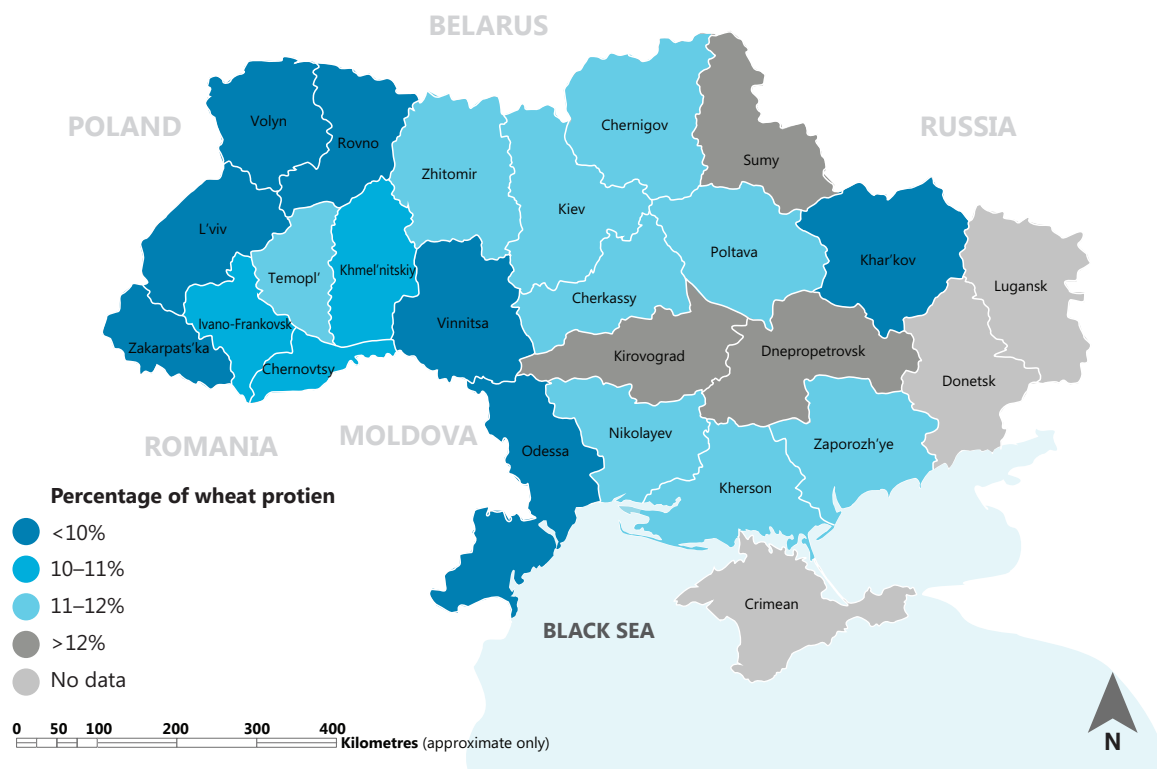 BELARUS
POLAND
RUSSIA
Volyn
Rovno
Chernigov
Sumy
Zhitomir
Kiev
L'viv
Temopl'
Khmel'nitskiy
Poltava
Khar'kov
Cherkassy
Lugansk
Ivano-Frankovsk
Vinnitsa
Zakarpats'ka
Chernovtsy
Kirovograd
Dnepropetrovsk
Donetsk
ROMANIA
MOLDOVA
Odessa
Nikolayev
Zaporozh'ye
Kherson
Crimean
BLACK SEA
Percentage of wheat protien
<10%
10–11%
11–12%
>12%
No data
0 50 100 200 300 400
Kilometres (approximate only)
N